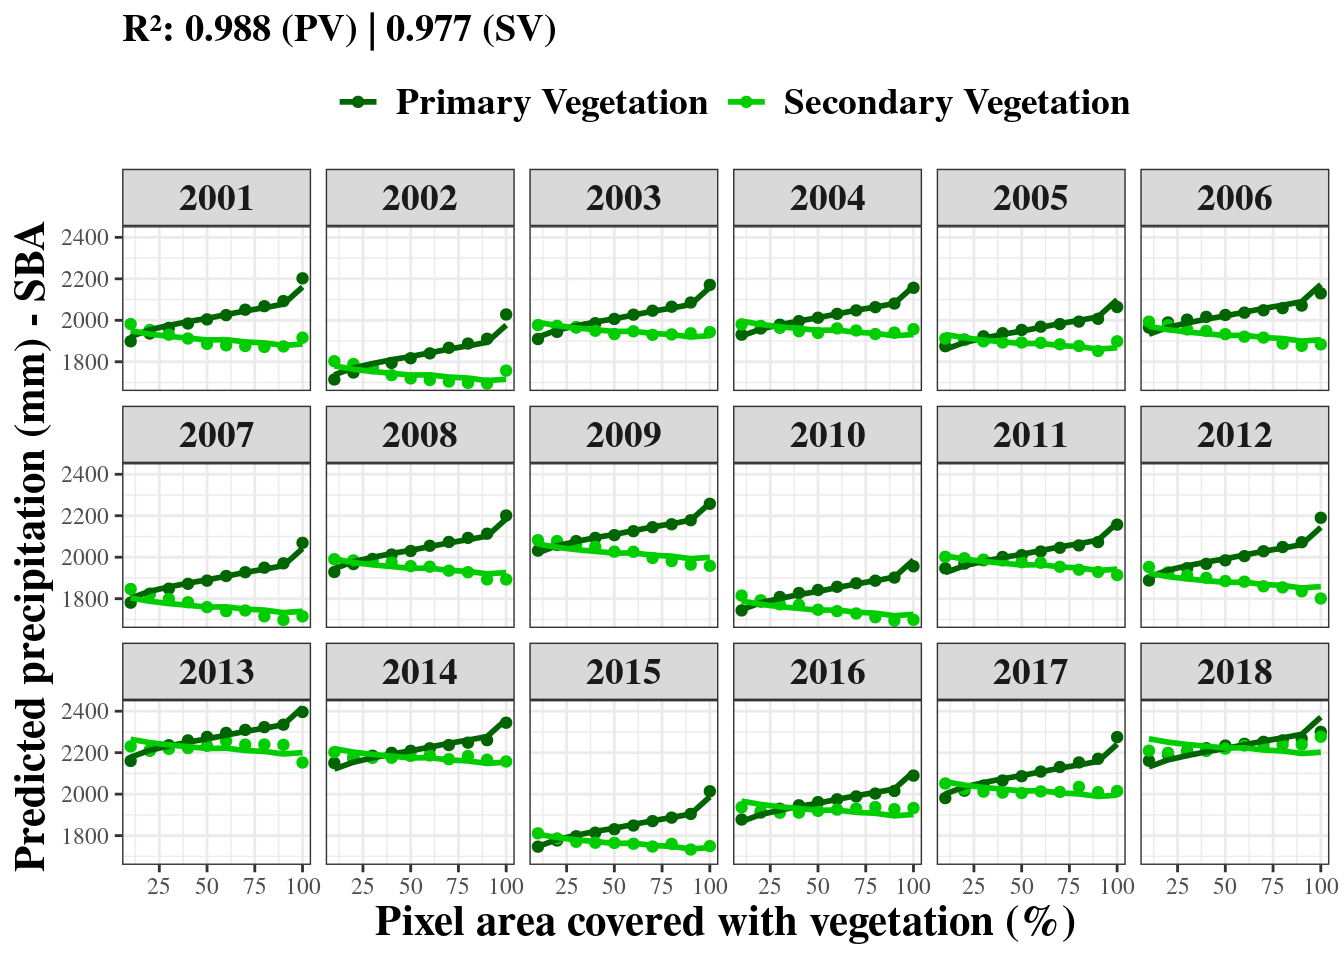 R²: 0.988 (PV) | 0.977 (SV)
Primary Vegetation Secondary Vegetation
Predicted precipitation (mm) - SBA
2001 2002 2003 2004 2005 2006
2400
2200
2000
1800
2007 2008 2009 2010 2011 2012
2400
2200
2000
1800
2013 2014 2015 2016 2017 2018
2400
2200
2000
1800
25 50 75 100 25 50 75 100 25 50 75 100 25 50 75 100 25 50 75 100 25 50 75 100
Pixel area covered with vegetation (%)